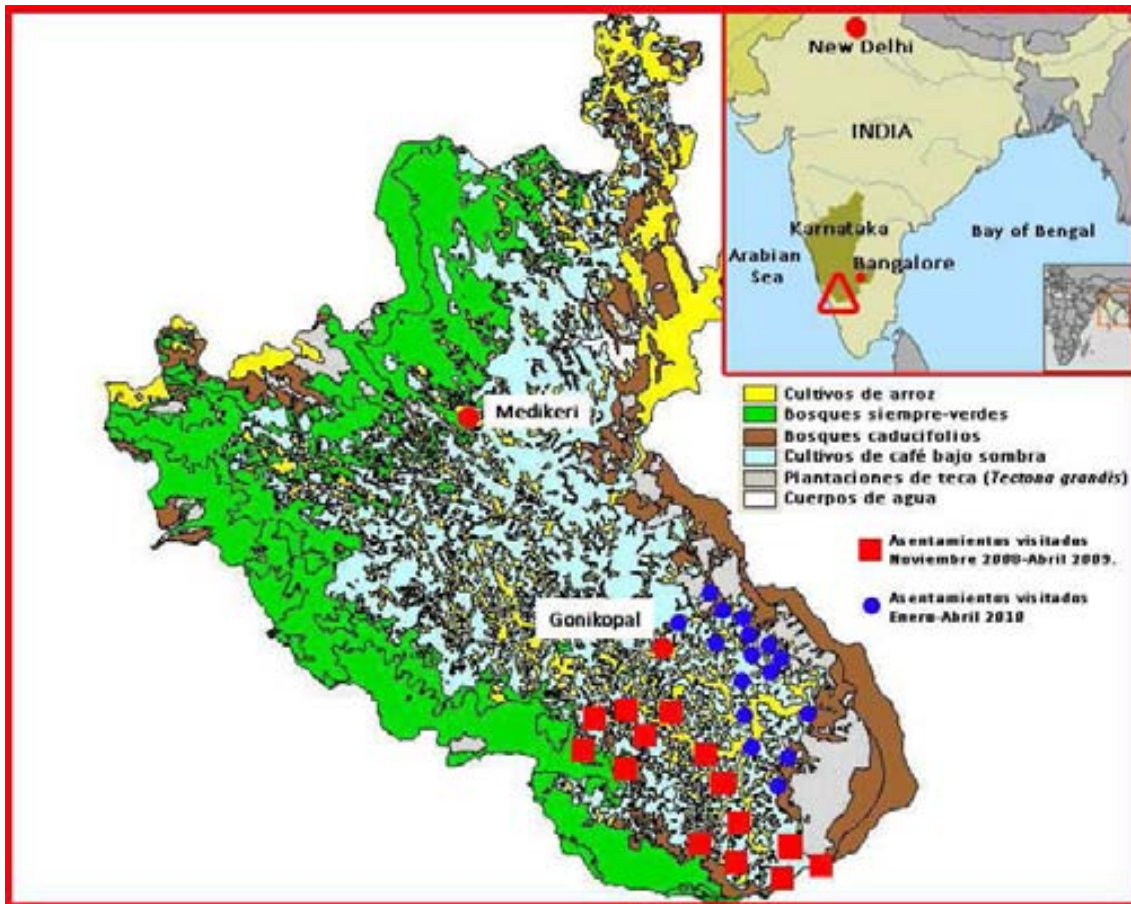 New Delhi
INDIA
Karnataka
Bay of Bengal
Arabian
Sea
Bangalore
Medikeri
Gonikopal
Cultivos de arroz
Bosques siempre-verdes
Bosques caducifolios
Cultivos de café bajo sombra
Plantaciones de teca (Tectona grandis)
Cuerpos de agua
Asentamientos visitados
Noviembre 2008-Abril 2009.
Asentamientos visitados
Enero-Abril 2010